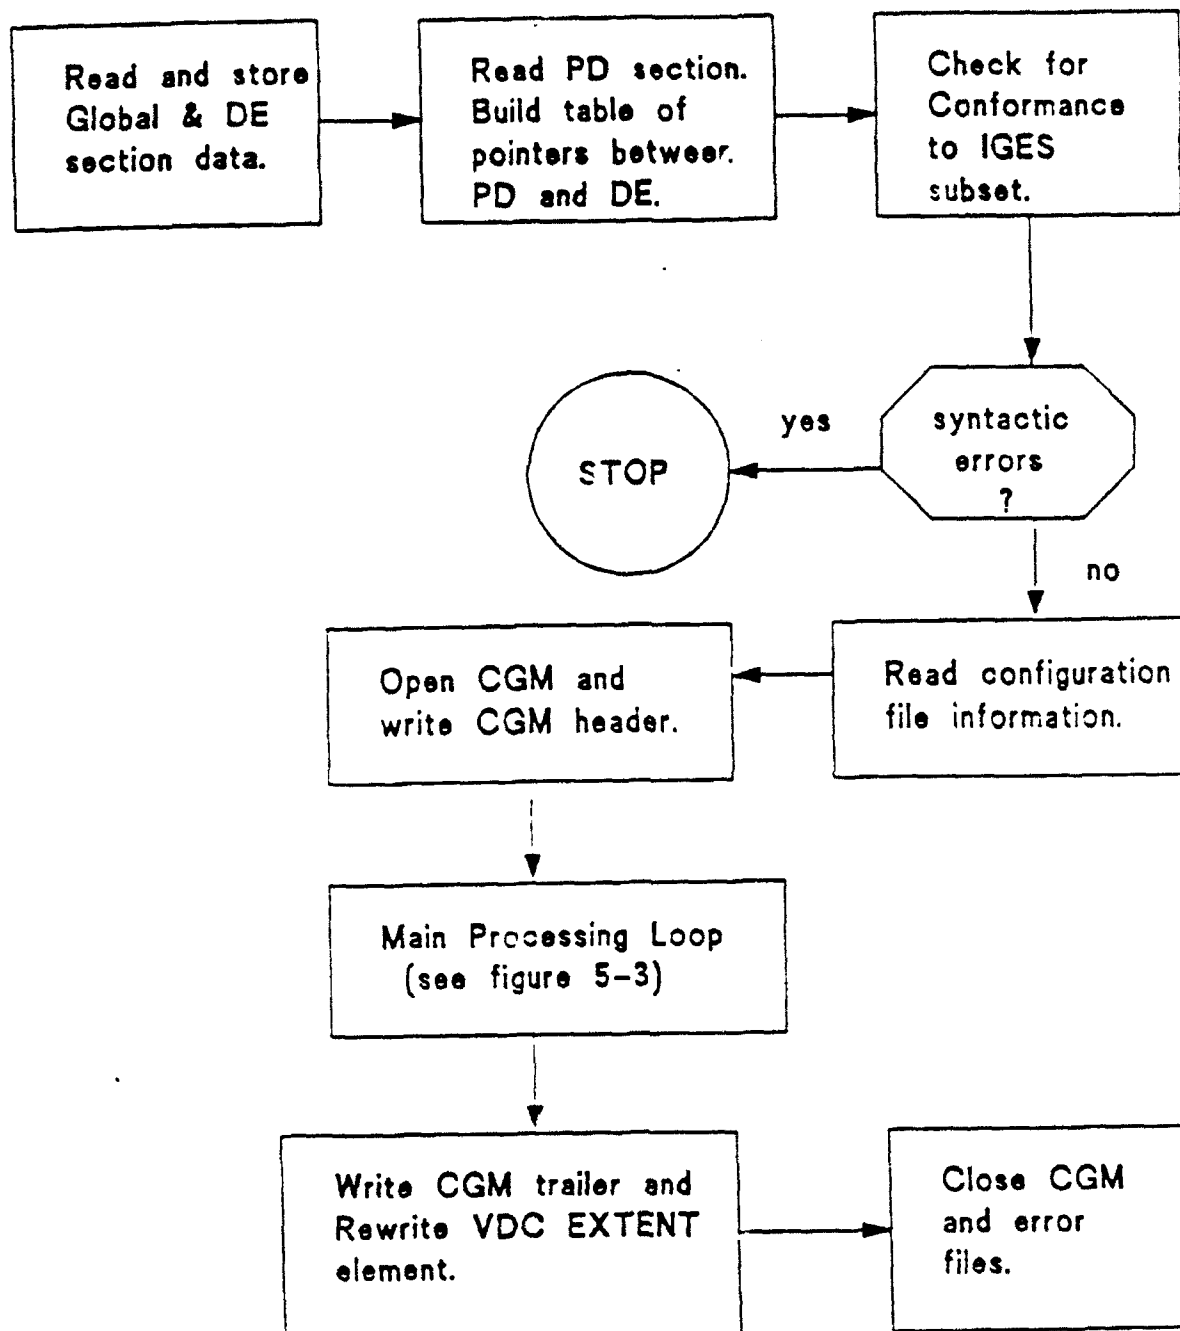 Read and store
Global & DE
section data.
Read PD section.
Build table of
pointers between
PD and DE.
Check for
Conformance
to IGES
subset.
syntactic
errors
?
yes
STOP
no
Read configuration
file information.
Open CGM and
write CGM header.
Main Processing Loop
(see figure 5-3)
Write CGM trailer and
Rewrite VDC EXTENT
element.
Close CGM
and error
files.